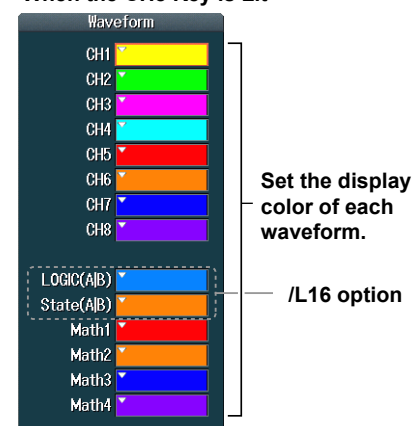 When the CH8 Key Is Lit
Waveform
CH1
CH2
CH3
CH4
CH5
CH6
CH7
CH8
Set the display
color of each
waveform.
LOGIC(A|B)
State(A|B)
/L16 option
Math1
Math2
Math3
Math4